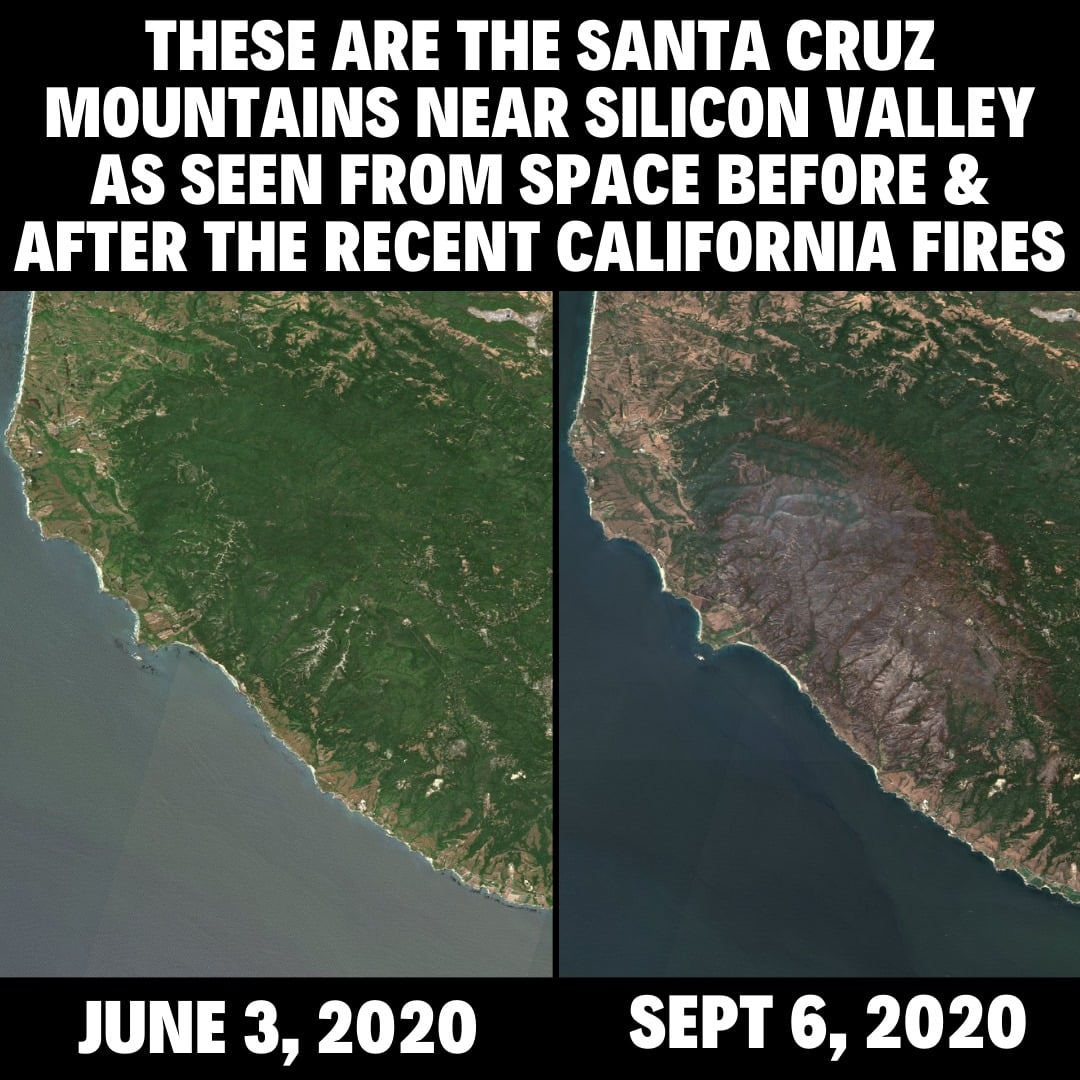 THESE ARE THE SANTA CRUZ
MOUNTAINS NEAR SILICON VALLEY
AS SEEN FROM SPACE BEFORE &
AFTER THE RECENT CALIFORNIA FIRES
JUNE 3, 2020
SEPT 6, 2020